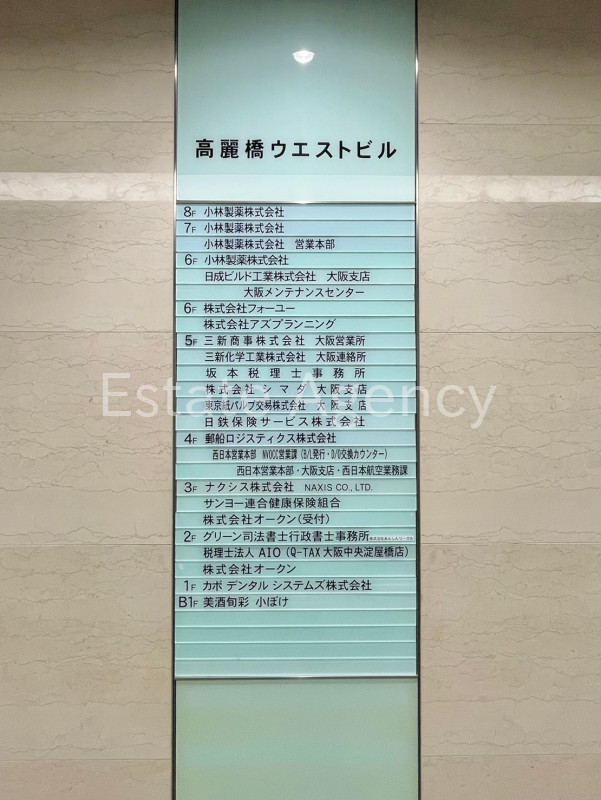 高麗橋ウエストビル
8F 小林製薬株式会社
7F 小林製薬株式会社
小林製薬株式会社 営業本部
6F 小林製薬株式会社
日成ビルド工業株式会社 大阪支店
大阪メンテナンスセンター
6F 株式会社フォーユー
株式会社アズプランニング
5F 三新商事株式会社 大阪営業所
三新化学工業株式会社 大阪連絡所
坂本税理士事務所
株式会社シマダ 大阪支店
東京紙パルプ交易株式会社 大阪支店
日鉄保険サービス株式会社
4F 郵船ロジスティクス株式会社
西日本営業本部 NVOCC営業課(B/L発行・D/O交換カウンター)
西日本営業本部・大阪支店・西日本航空業務課
3F ナクシス株式会社 NAXIS CO., LTD.
サンヨー連合健康保険組合
株式会社オークン(受付)
2F グリーン司法書士行政書士事務所
税理士法人 AIO (Q-TAX 大阪中央淀屋橋店)
株式会社オークン
1F カボ デンタル システムズ株式会社
B1F 美酒旬彩 小ぼけ
Estate Agency